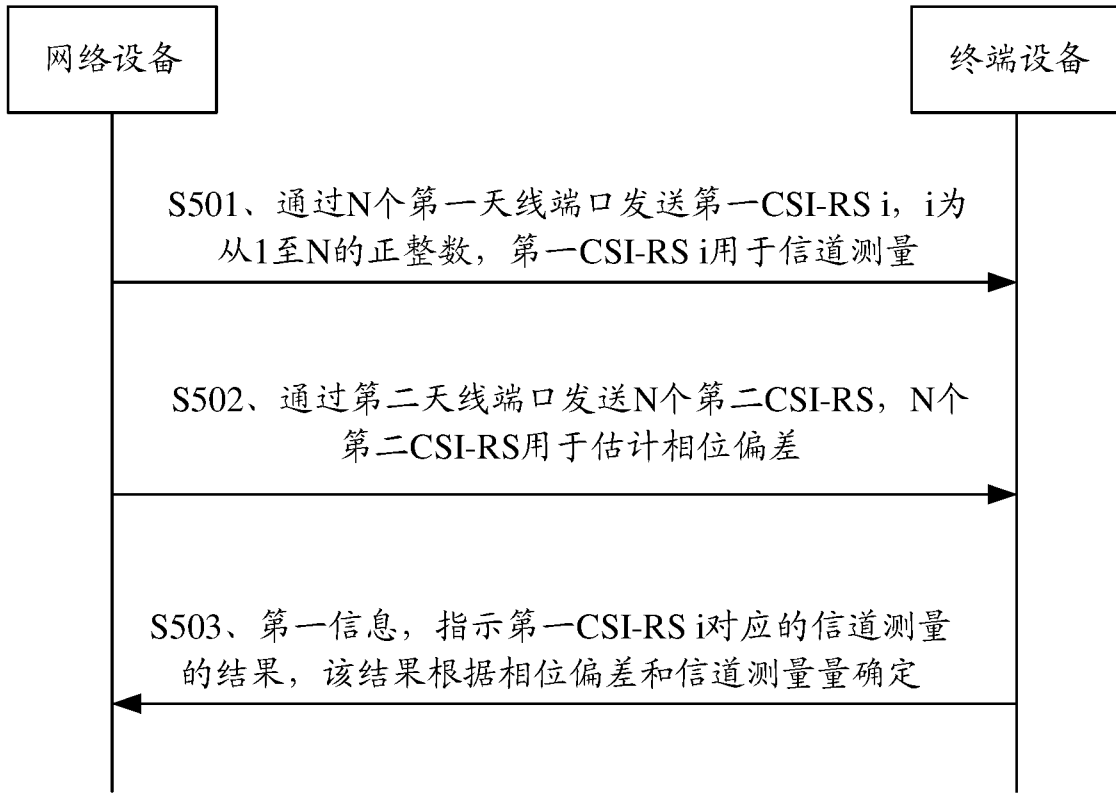 网络设备
终端设备
S501、通过N个第一天线端口发送第一CSI-RS i，i为
从1至N的正整数，第一CSI-RS i用于信道测量
S502、通过第二天线端口发送N个第二CSI-RS，N个
第二CSI-RS用于估计相位偏差
S503、第一信息，指示第一CSI-RS i对应的信道测量
的结果，该结果根据相位偏差和信道测量量确定